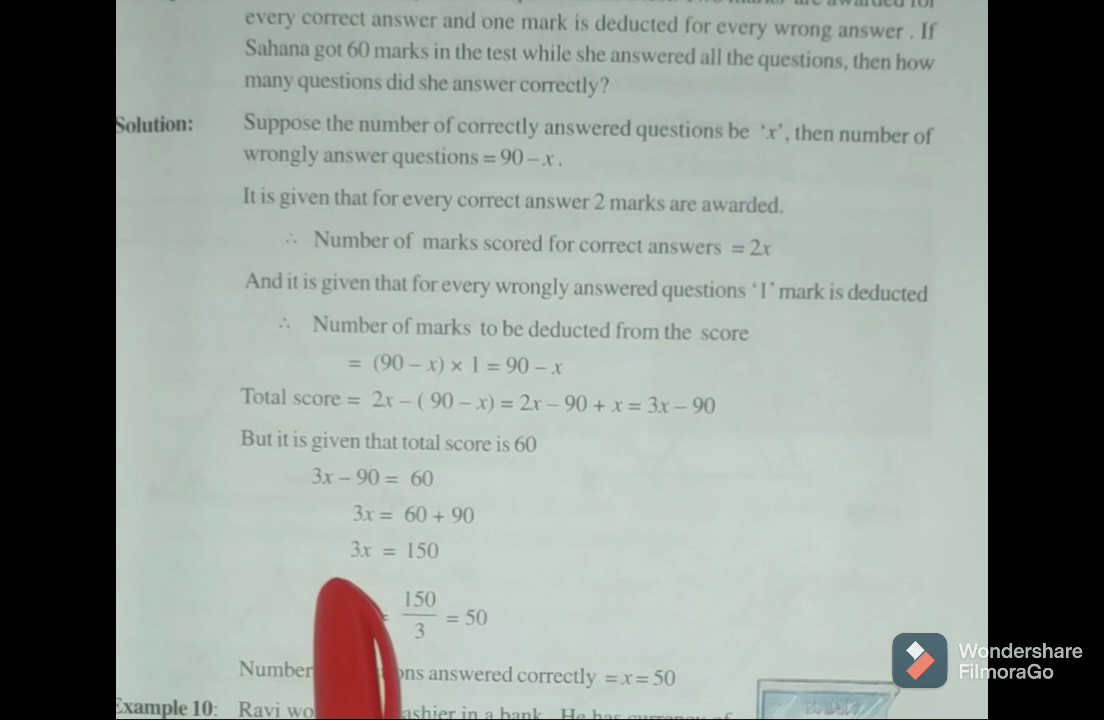 every correct answer and one mark is deducted for every wrong answer . If
Sahana got 60 marks in the test while she answered all the questions, then how
many questions did she answer correctly?
Solution: Suppose the number of correctly answered questions be ‘x’, then number of
wrongly answer questions = 90 – x .
It is given that for every correct answer 2 marks are awarded.
∴ Number of marks scored for correct answers = 2x
And it is given that for every wrongly answered questions ‘1’ mark is deducted
∴ Number of marks to be deducted from the score
= (90 – x) × 1 = 90 – x
Total score = 2x – ( 90 – x) = 2x – 90 + x = 3x – 90
But it is given that total score is 60
3x – 90 = 60
3x = 60 + 90
3x = 150
= 150/3 = 50
Number ons answered correctly = x = 50
Example 10: Ravi wo ashier in a bank. He has currency of
Wondershare
FilmoraGo